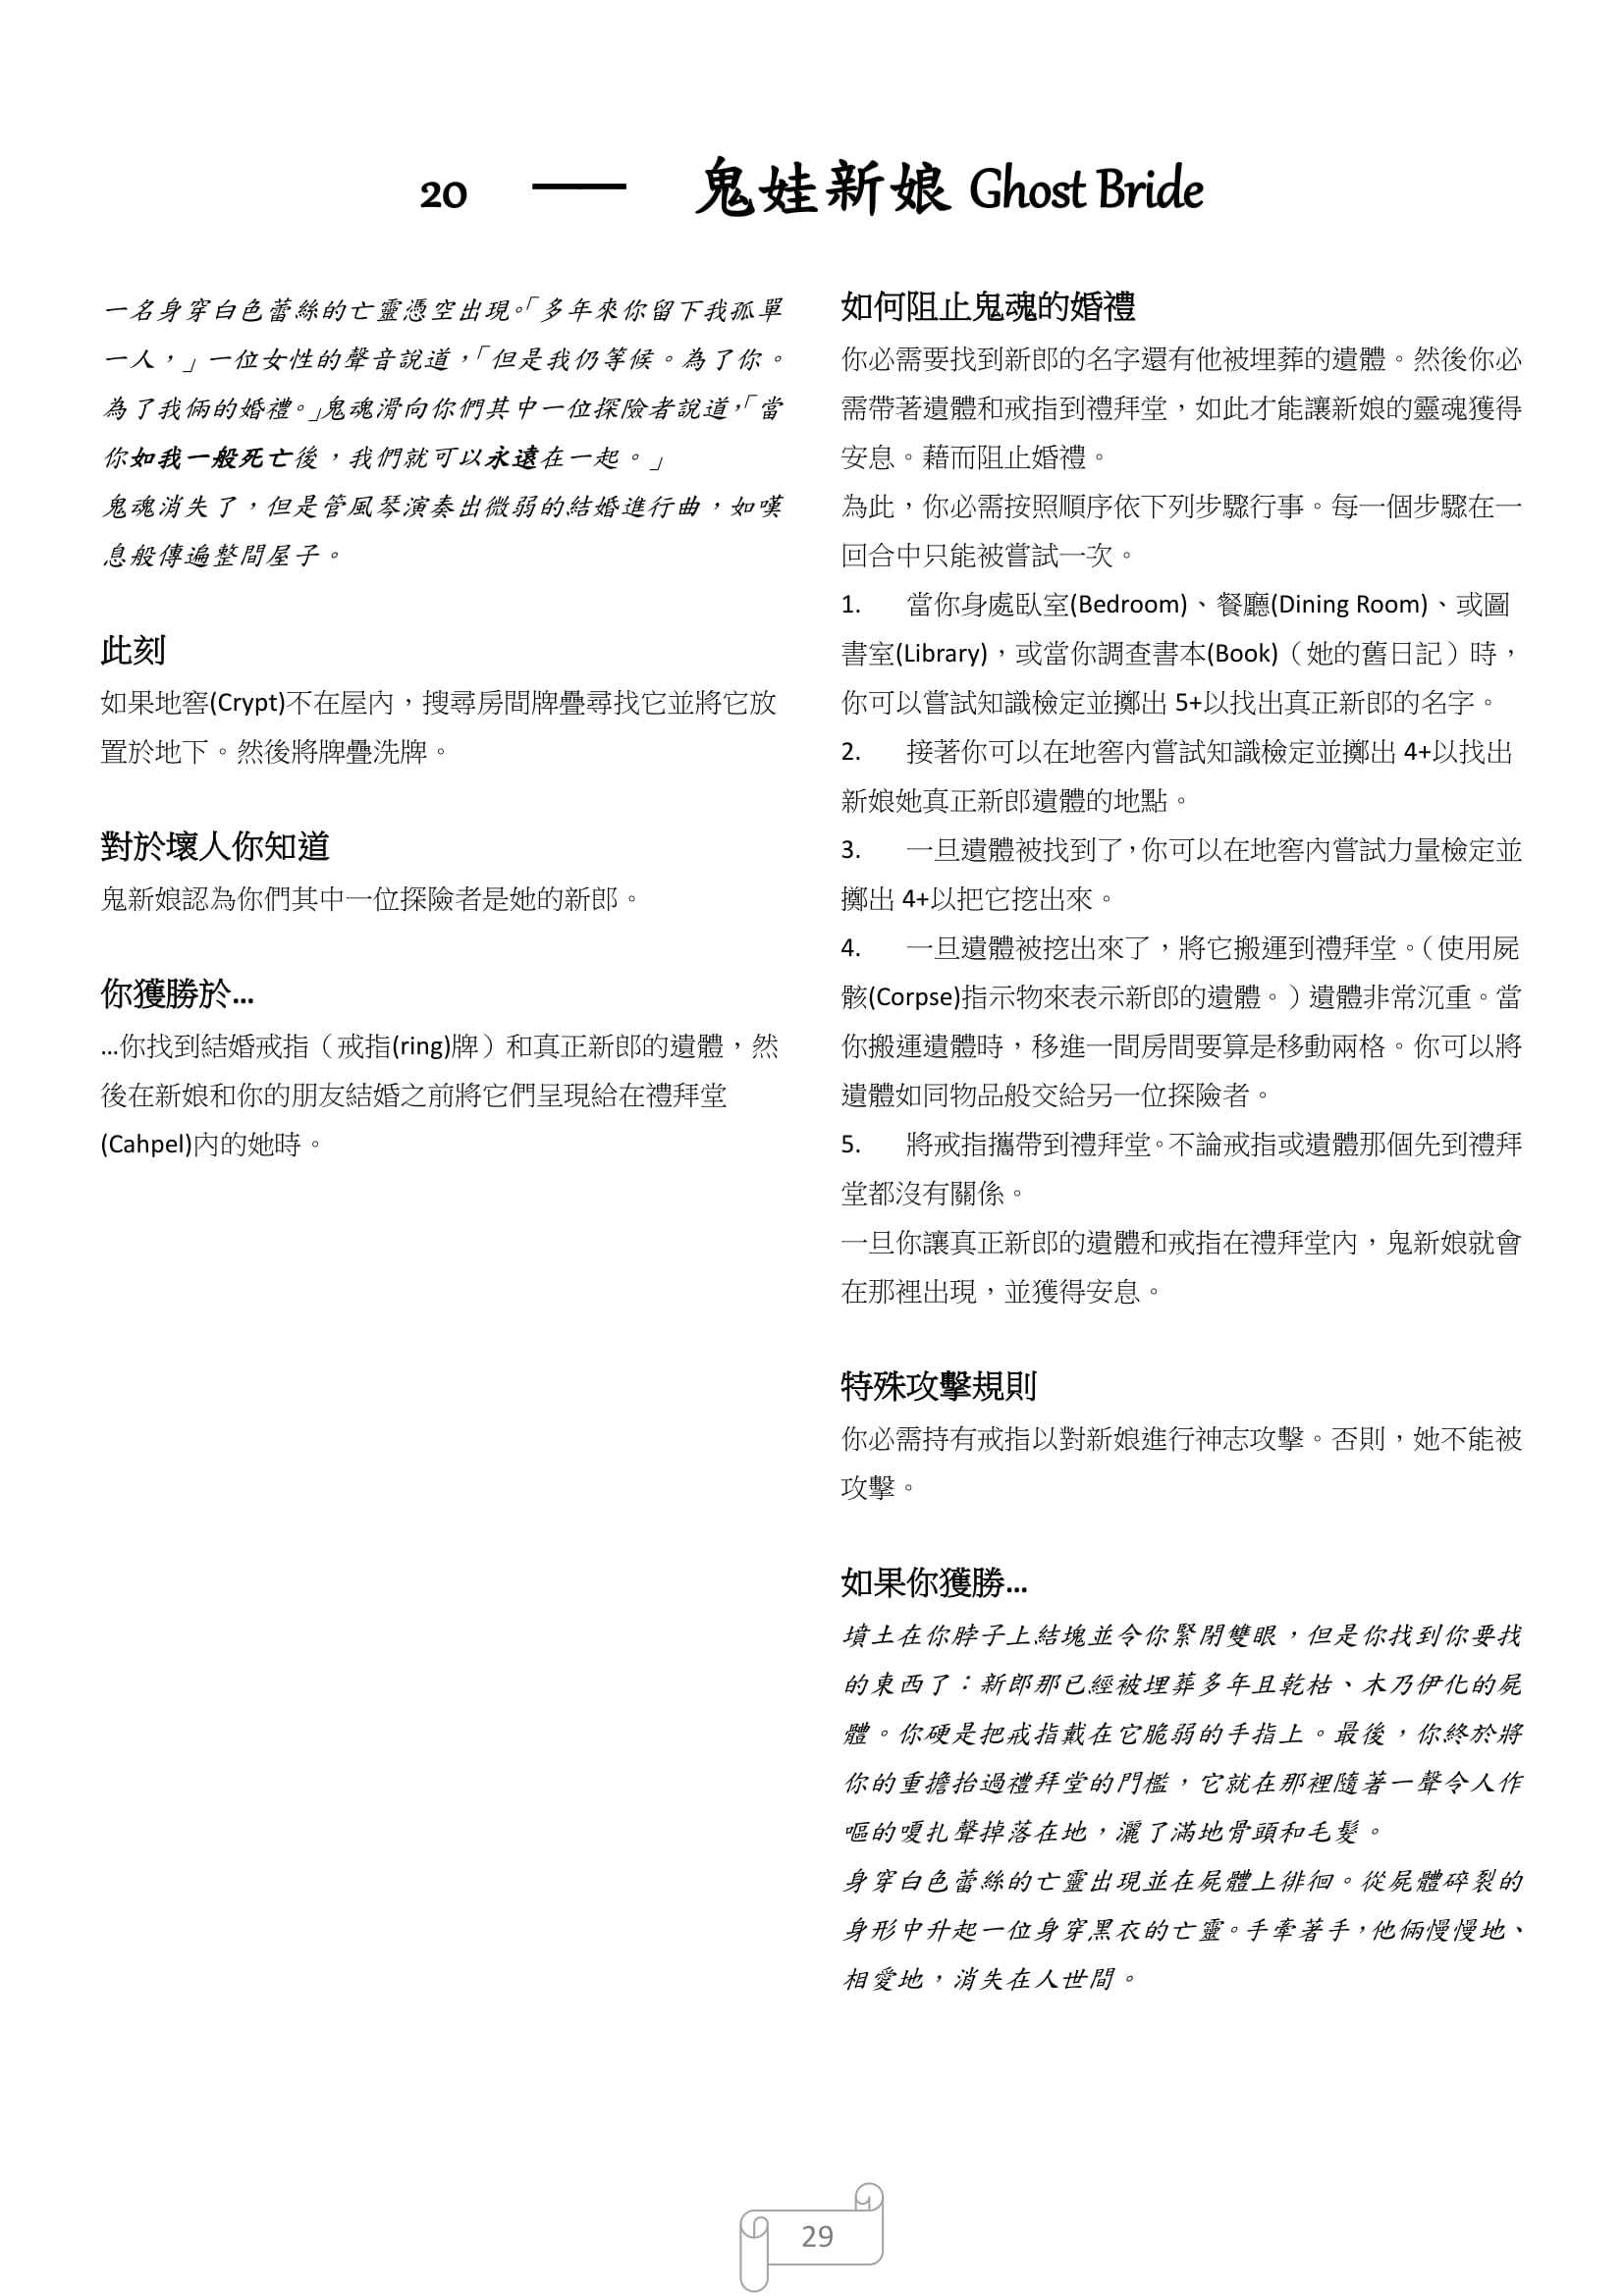 20 — 鬼娃新娘 Ghost Bride
一名身穿白色蕾絲的亡靈憑空出現。「多年來你留下我孤單
一人，」一位女性的聲音說道，「但是我仍等候。為了你。
為了我倆的婚禮。」鬼魂滑向你們其中一位探險者說道，「當
你如我一般死亡後，我們就可以永遠在一起。」
鬼魂消失了，但是管風琴演奏出微弱的結婚進行曲，如嘆
息般傳遍整間屋子。
此刻
如果地窖(Crypt)不在屋內，搜尋房間牌疊尋找它並將它放
置於地下。然後將牌疊洗牌。
對於壞人你知道
鬼新娘認為你們其中一位探險者是她的新郎。
你獲勝於...
...你找到結婚戒指（戒指(ring)牌）和真正新郎的遺體，然
後在新娘和你的朋友結婚之前將它們呈現給在禮拜堂
(Cahpel)內的她時。
如何阻止鬼魂的婚禮
你必需要找到新郎的名字還有他被埋葬的遺體。然後你必
需帶著遺體和戒指到禮拜堂，如此才能讓新娘的靈魂獲得
安息。藉而阻止婚禮。
為此，你必需按照順序依下列步驟行事。每一個步驟在一
回合中只能被嘗試一次。
1. 當你身處臥室(Bedroom)、餐廳(Dining Room)、或圖
書室(Library)，或當你調查書本(Book)（她的舊日記）時，
你可以嘗試知識檢定並擲出 5+以找出真正新郎的名字。
2. 接著你可以在地窖內嘗試知識檢定並擲出 4+以找出
新娘她真正新郎遺體的地點。
3. 一旦遺體被找到了，你可以在地窖內嘗試力量檢定並
擲出 4+以把它挖出來。
4. 一旦遺體被挖出來了，將它搬運到禮拜堂。（使用屍
骸(Corpse)指示物來表示新郎的遺體。）遺體非常沉重。當
你搬運遺體時，移進一間房間要算是移動兩格。你可以將
遺體如同物品般交給另一位探險者。
5. 將戒指攜帶到禮拜堂。不論戒指或遺體那個先到禮拜
堂都沒有關係。
一旦你讓真正新郎的遺體和戒指在禮拜堂內，鬼新娘就會
在那裡出現，並獲得安息。
特殊攻擊規則
你必需持有戒指以對新娘進行神志攻擊。否則，她不能被
攻擊。
如果你獲勝...
墳土在你脖子上結塊並令你緊閉雙眼，但是你找到你要找
的東西了：新郎那已經被埋葬多年且乾枯、木乃伊化的屍
體。你硬是把戒指戴在它脆弱的手指上。最後，你終於將
你的重擔抬過禮拜堂的門檻，它就在那裡隨著一聲令人作
嘔的嘎扎聲掉落在地，灑了滿地骨頭和毛髮。
身穿白色蕾絲的亡靈出現並在屍體上徘徊。從屍體碎裂的
身形中升起一位身穿黑衣的亡靈。手牽著手，他倆慢慢地、
相愛地，消失在人世間。
29